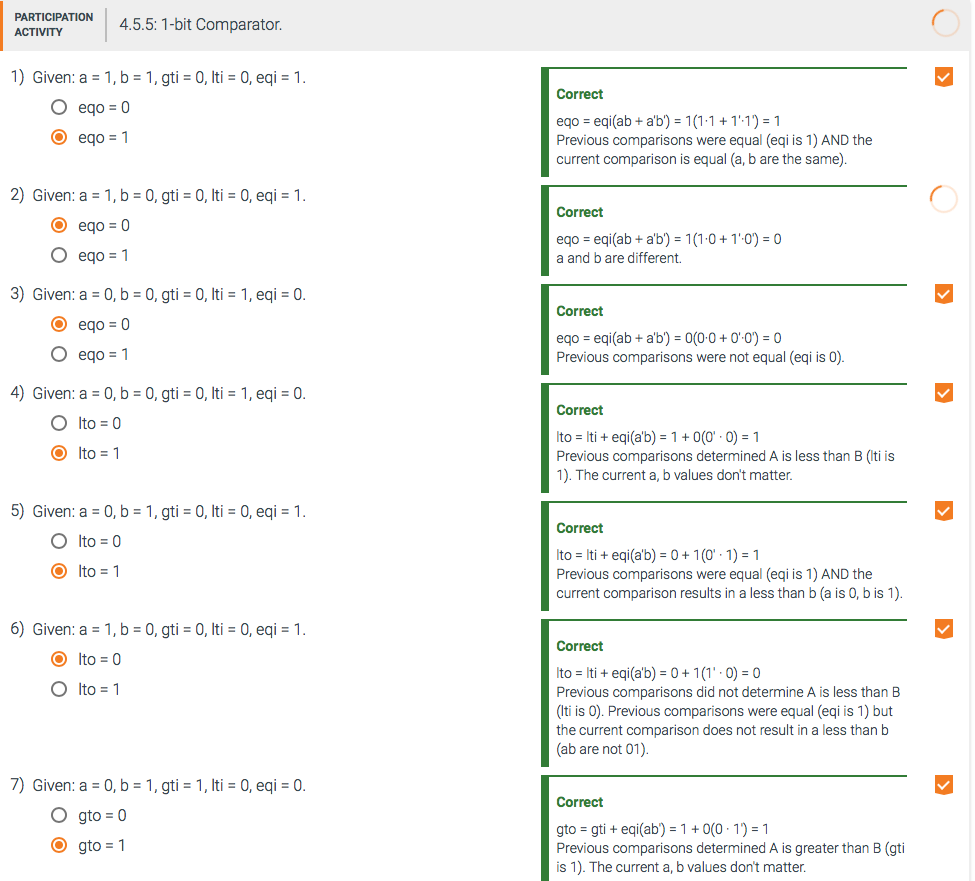 PARTICIPATION
ACTIVITY
4.5.5: 1-bit Comparator.
1) Given: a = 1, b = 1, gti = 0, lti = 0, eqi = 1.
eqo = 0
eqo = 1
Correct
eqo = eqi(ab + a'b') = 1(1·1 + 1'·1') = 1
Previous comparisons were equal (eqi is 1) AND the
current comparison is equal (a, b are the same).
2) Given: a = 1, b = 0, gti = 0, lti = 0, eqi = 1.
eqo = 0
eqo = 1
Correct
eqo = eqi(ab + a'b') = 1(1·0 + 1'·0') = 0
a and b are different.
3) Given: a = 0, b = 0, gti = 0, lti = 1, eqi = 0.
eqo = 0
eqo = 1
Correct
eqo = eqi(ab + a'b') = 0(0·0 + 0'·0') = 0
Previous comparisons were not equal (eqi is 0).
4) Given: a = 0, b = 0, gti = 0, lti = 1, eqi = 0.
lto = 0
lto = 1
Correct
lto = lti + eqi(a'b) = 1 + 0(0' · 0) = 1
Previous comparisons determined A is less than B (lti is
1). The current a, b values don't matter.
5) Given: a = 0, b = 1, gti = 0, lti = 0, eqi = 1.
lto = 0
lto = 1
Correct
lto = lti + eqi(a'b) = 0 + 1(0' · 1) = 1
Previous comparisons were equal (eqi is 1) AND the
current comparison results in a less than b (a is 0, b is 1).
6) Given: a = 1, b = 0, gti = 0, lti = 0, eqi = 1.
lto = 0
lto = 1
Correct
lto = lti + eqi(a'b) = 0 + 1(1' · 0) = 0
Previous comparisons did not determine A is less than B
(lti is 0). Previous comparisons were equal (eqi is 1) but
the current comparison does not result in a less than b
(ab are not 01).
7) Given: a = 0, b = 1, gti = 1, lti = 0, eqi = 0.
gto = 0
gto = 1
Correct
gto = gti + eqi(ab') = 1 + 0(0 · 1') = 1
Previous comparisons determined A is greater than B (gti
is 1). The current a, b values don't matter.